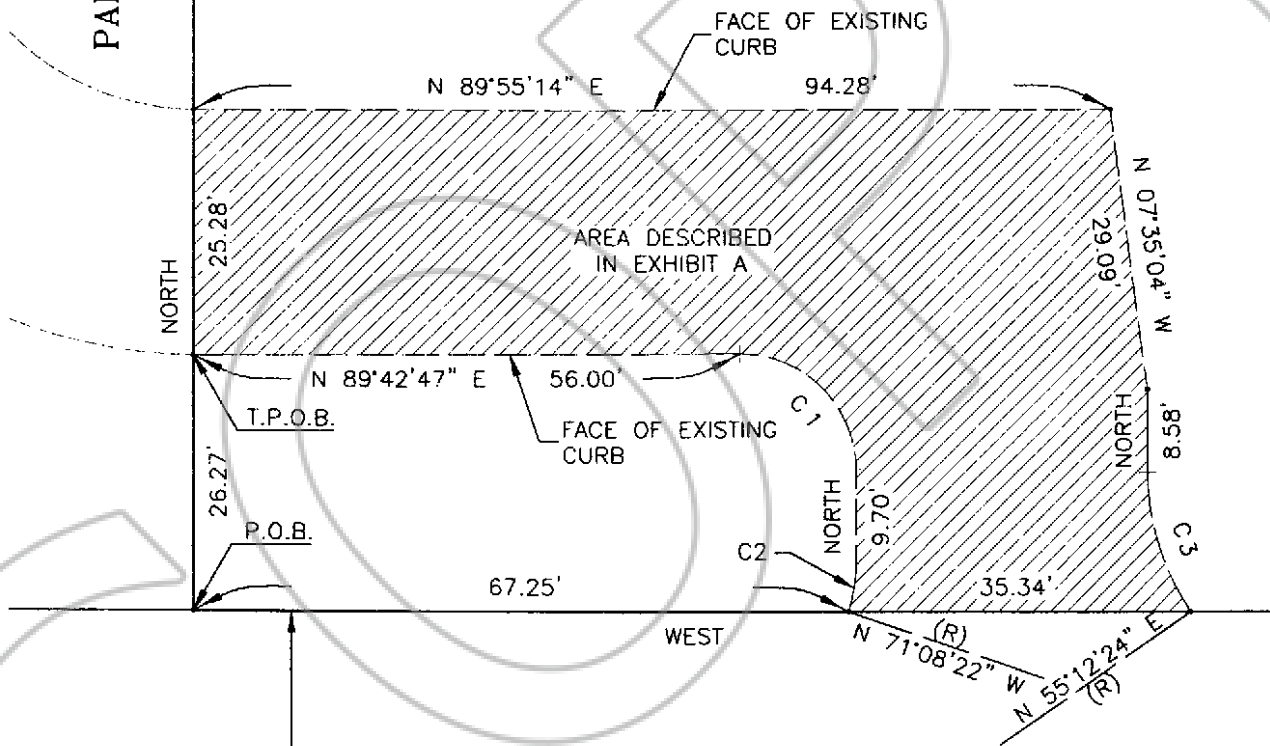 PA
FACE OF EXISTING
CURB
N 89°55'14" E 94.28'
NORTH
25.28'
AREA DESCRIBED
IN EXHIBIT A
N 07°35'04" W
29.09'
N 89°42'47" E 56.00'
T.P.O.B.
FACE OF EXISTING
CURB
C1
NORTH
8.58'
26.27'
P.O.B.
NORTH
9.70'
C2
C3
67.25'
35.34'
WEST
(R)
N 71°08'22" W
N 55°12'24" E
(R)